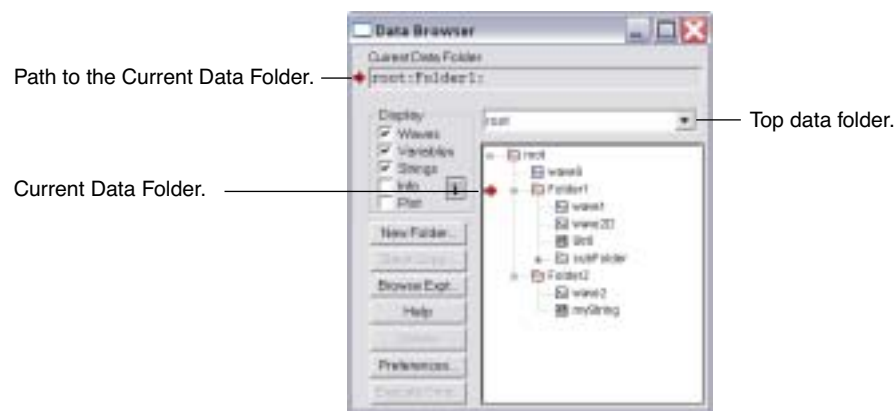 Data Browser
Current Data Folder
root:Folder1:
Path to the Current Data Folder.
Display
root
Top data folder.
Waves
Variables
Strings
Info
Plot
root
wave0
Current Data Folder.
Folder1
wave1
wave2D
subFolder
Folder2
wave2
myString
New Folder...
Browse Expt...
Help
Preferences...